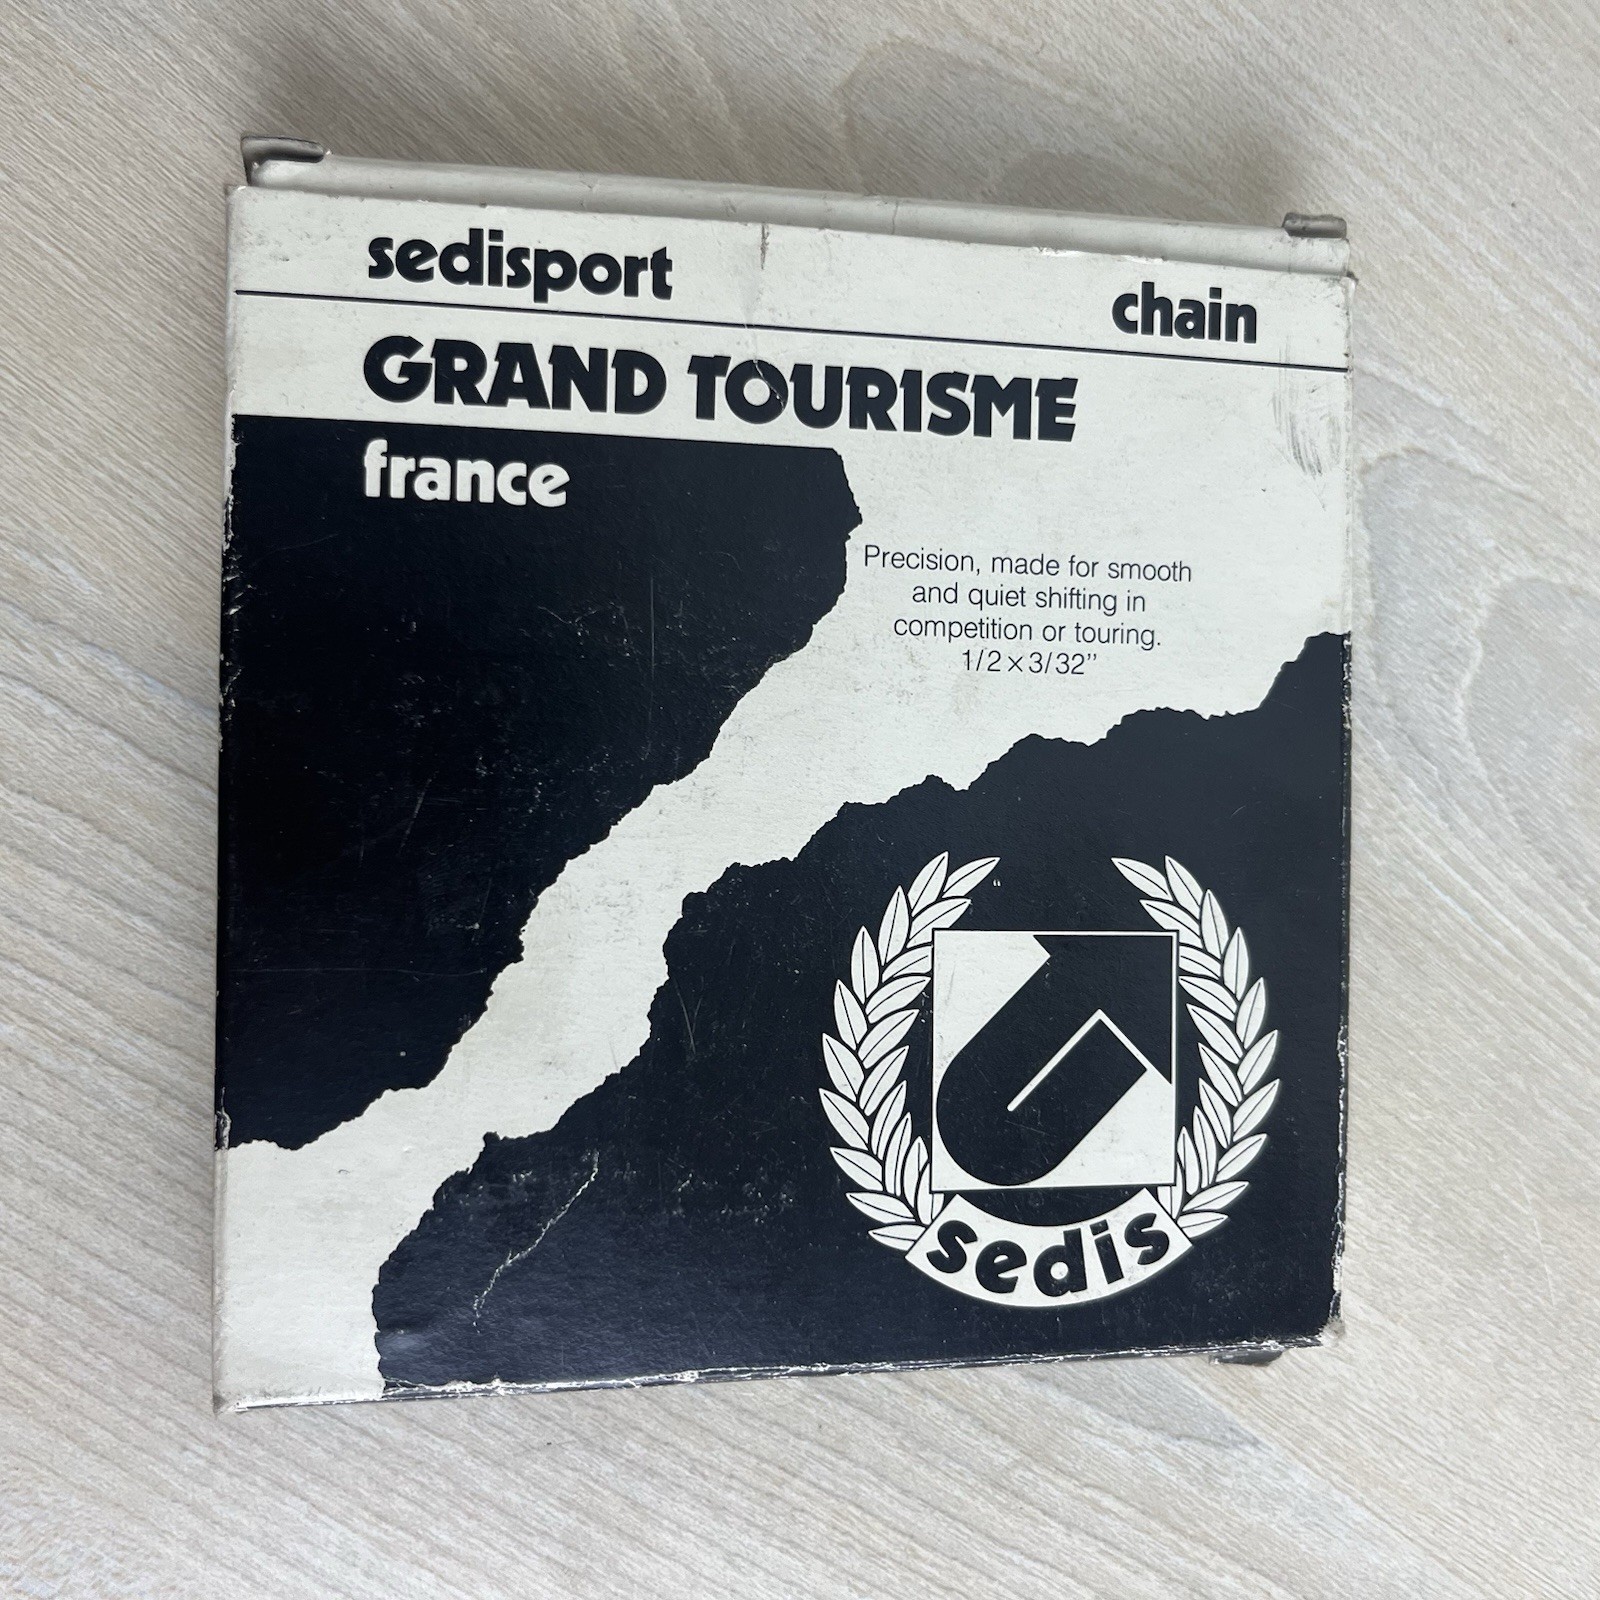 sedisport
chain
GRAND TOURISME
france
Precision, made for smooth
and quiet shifting in
competition or touring.
1/2 x 3/32”
sedis